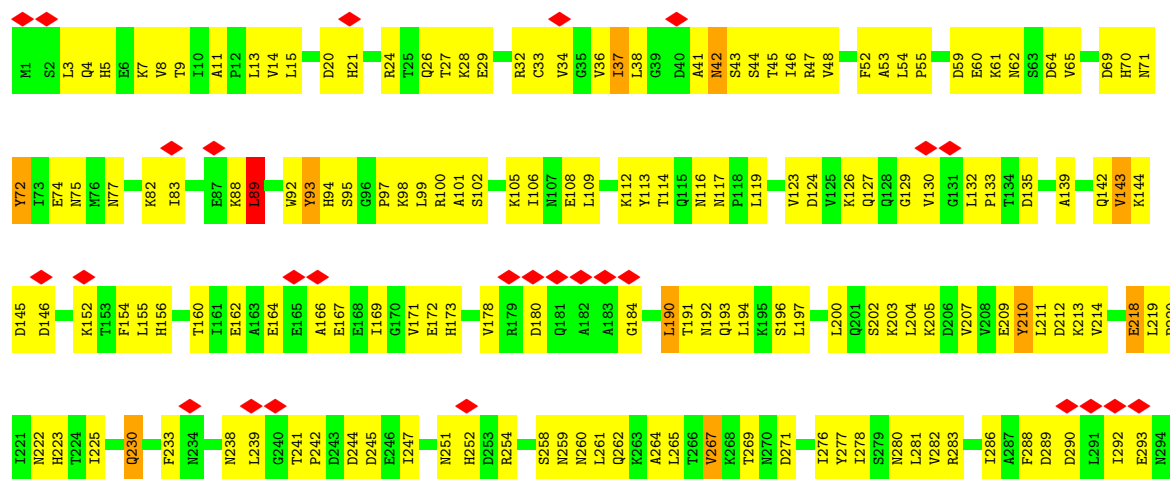 M1 S2 L3 Q4 H5 E6 K7 V8 T9 I10 A11 P12 L13 V14 L15 D20 H21 R24 T25 Q26 T27 K28 E29 R32 C33 V34 G35 V36 I37 L38 G39 D40 A41 N42 S43 S44 T45 I46 R47 V48 F52 A53 L54 P55 D59 E60 K61 N62 S63 D64 V65 D69 H70 N71
Y72 I73 E74 N75 M76 N77 K82 I83 E87 K88 L89 W92 Y93 H94 S95 G96 P97 K98 L99 R100 A101 S102 K105 I106 N107 E108 L109 K112 Y113 T114 Q115 N116 N117 P118 L119 V123 D124 V125 K126 Q127 Q128 G129 V130 G131 L132 P133 T134 D135 A139 Q142 V143 K144
D145 D146 K152 T153 F154 L155 H156 T160 I161 E162 A163 E164 E165 A166 E167 E168 I169 G170 V171 E172 H173 V178 R179 D180 Q181 A182 A183 G184 L190 T191 N192 Q193 L194 K195 S196 L197 L200 Q201 S202 K203 L204 K205 D206 V207 V208 E209 Y210 L211 D212 K213 V214 E218 L219
I221 N222 H223 T224 I225 Q230 F233 N234 N238 L239 G240 T241 P242 D243 D244 D245 E246 I247 N251 H252 D253 R254 S258 N259 N260 L261 Q262 K263 A264 L265 T266 V267 K268 T269 N270 D271 I276 Y277 I278 S279 N280 L281 V282 R283 I286 A287 F288 D289 D290 L291 I292 E293 N294